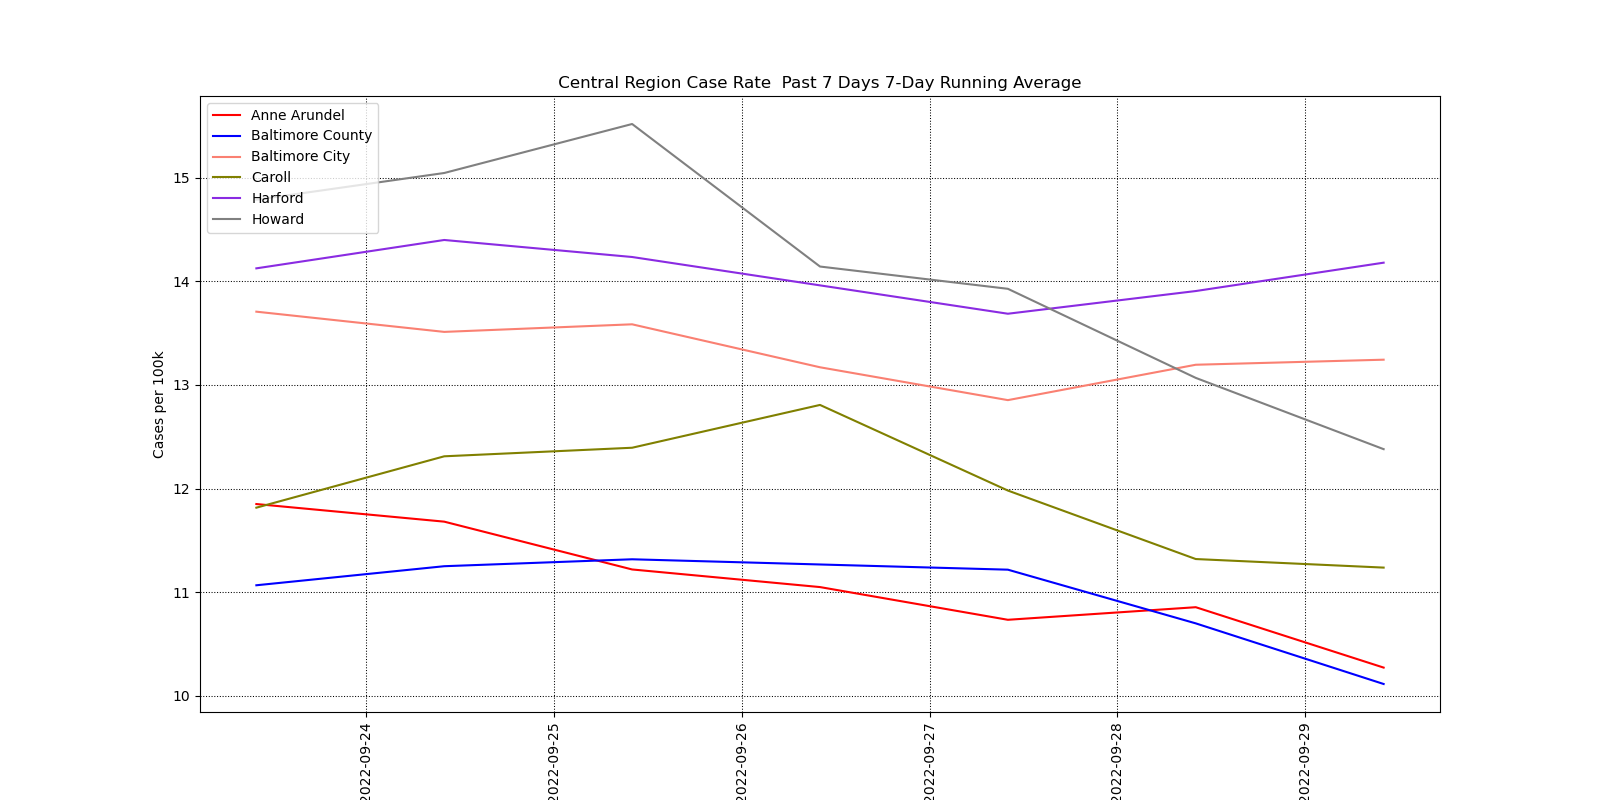 Central Region Case Rate  Past 7 Days 7-Day Running Average
Anne Arundel
Baltimore County
Baltimore City
Caroll
Harford
Howard
15
14
13
12
11
10
Cases per 100k
2022-09-24
2022-09-25
2022-09-26
2022-09-27
2022-09-28
2022-09-29